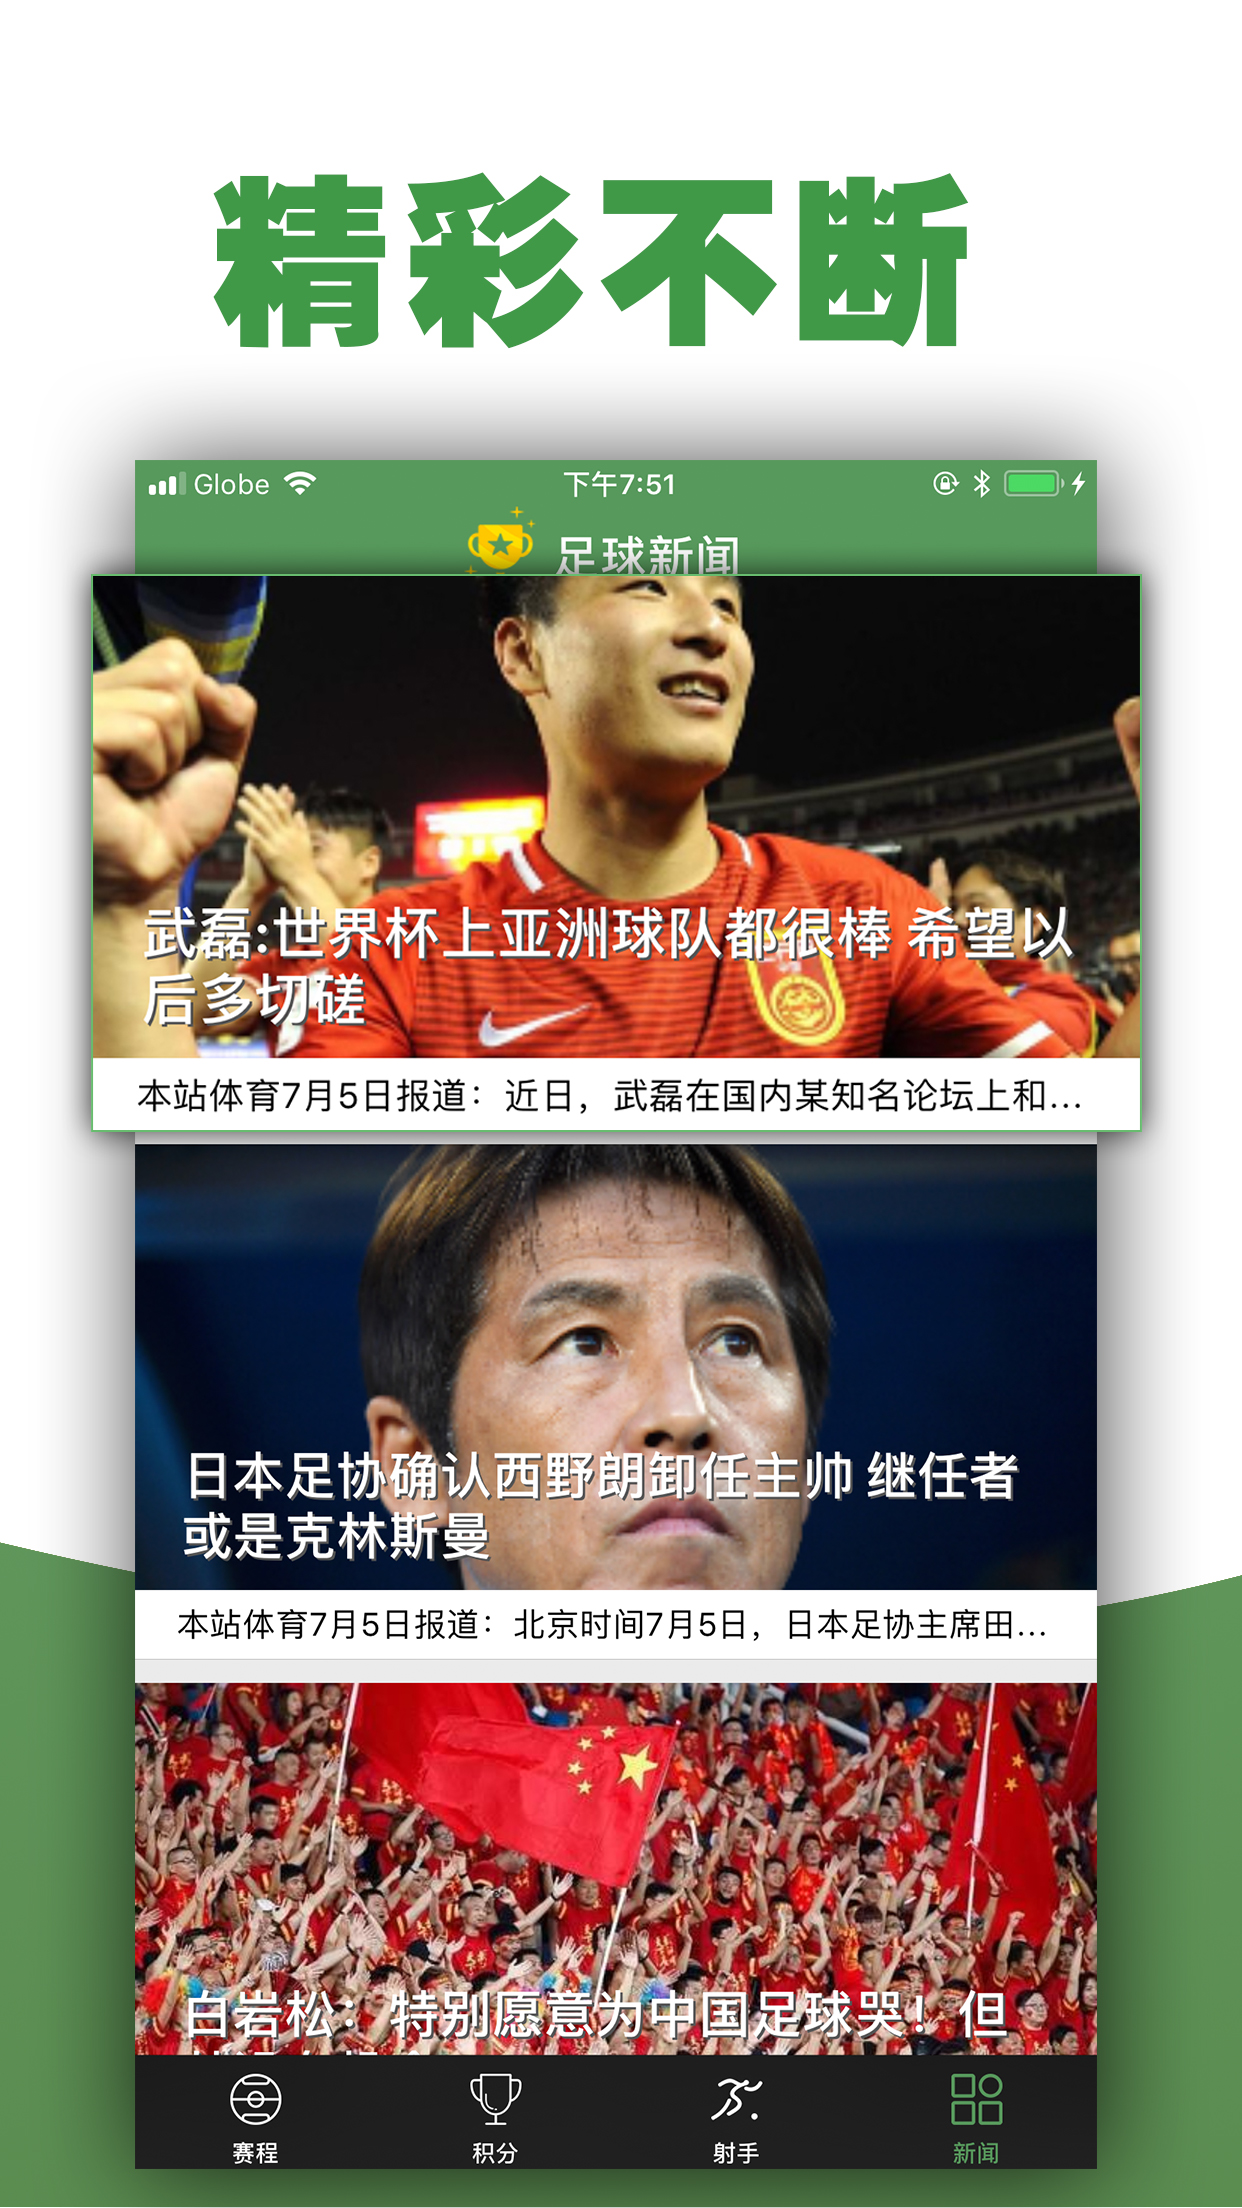 精彩不断
Globe
下午7:51
足球新闻
武磊:世界杯上亚洲球队都很棒 希望以
后多切磋
本站体育7月5日报道：近日，武磊在国内某知名论坛上和...
日本足协确认西野朗卸任主帅 继任者
或是克林斯曼
本站体育7月5日报道：北京时间7月5日，日本足协主席田...
白岩松：特别愿意为中国足球哭！但
赛程
积分
射手
新闻